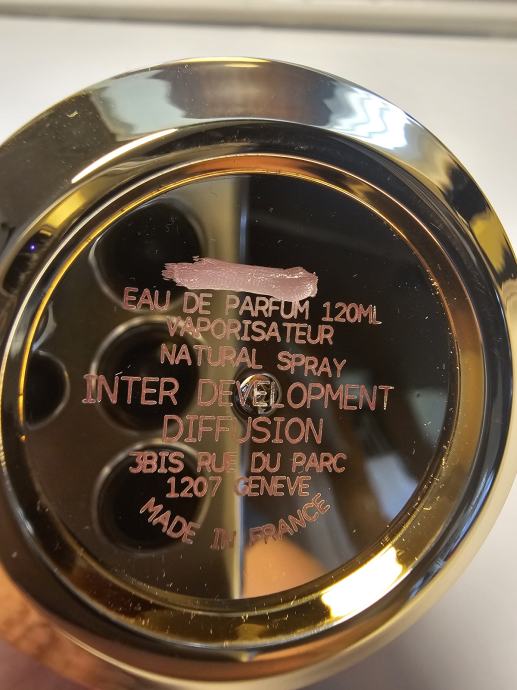 EAU DE PARFUM 120ML
VAPORISATEUR
NATURAL SPRAY
INTER DEVELOPMENT
DIFFUSION
3BIS RUE DU PARC
1207 GENEVE
MADE IN FRANCE